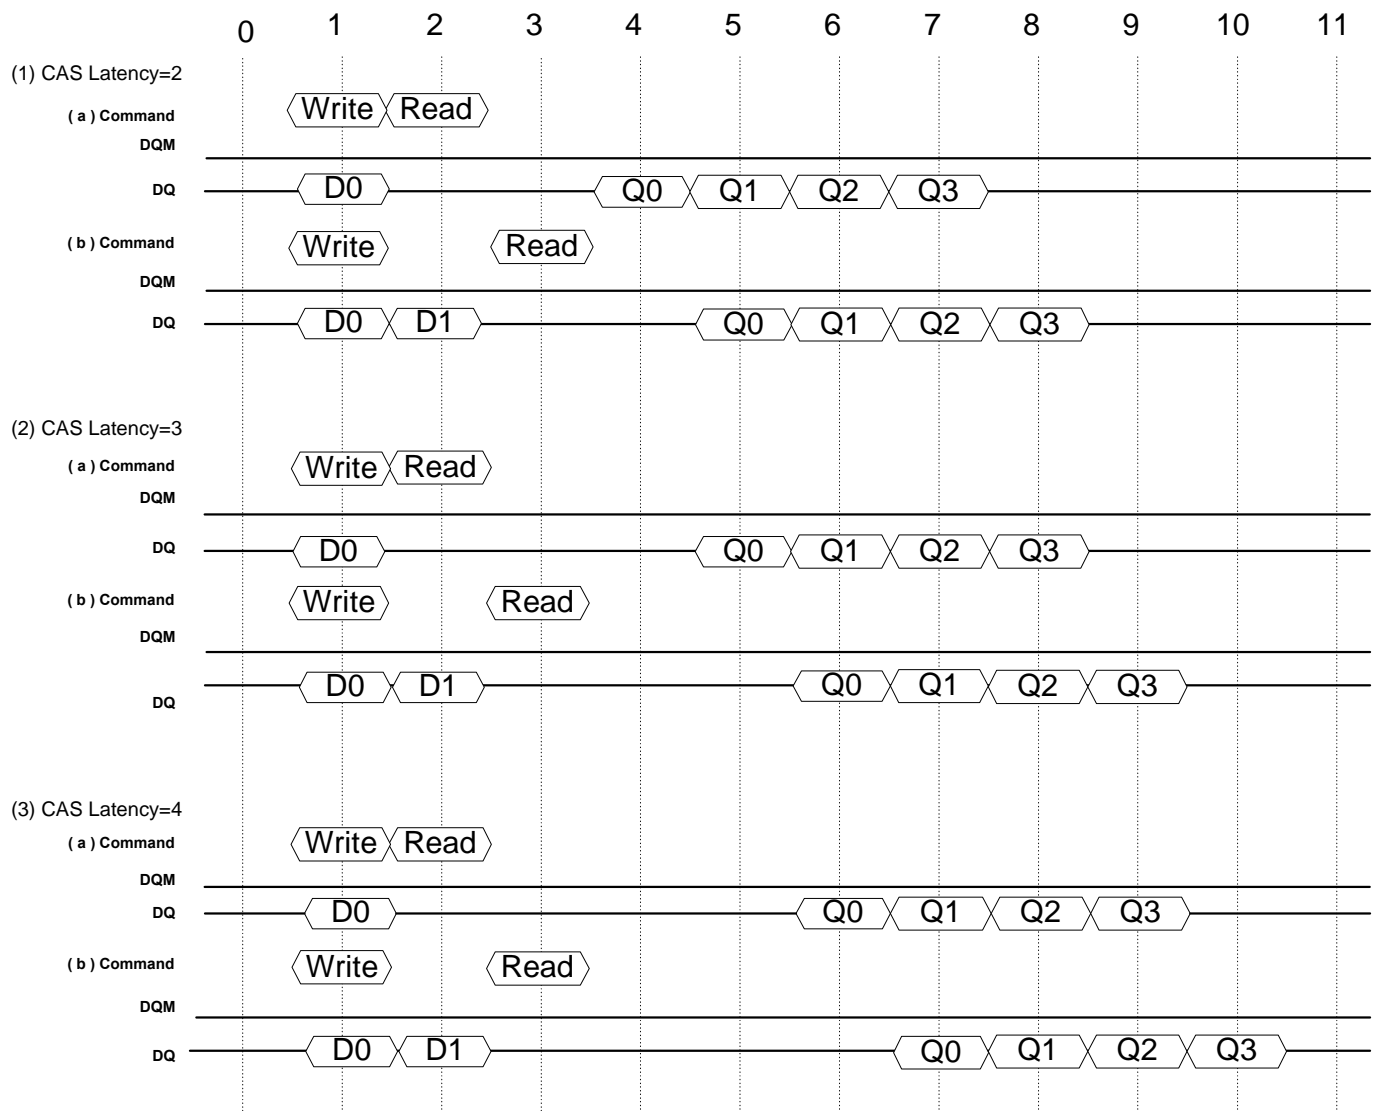 0 1 2 3 4 5 6 7 8 9 10 11
(1) CAS Latency=2
( a ) Command Write Read
DQM
DQ D0 Q0 Q1 Q2 Q3
( b ) Command Write Read
DQM
DQ D0 D1 Q0 Q1 Q2 Q3
(2) CAS Latency=3
( a ) Command Write Read
DQM
DQ D0 Q0 Q1 Q2 Q3
( b ) Command Write Read
DQM
DQ D0 D1 Q0 Q1 Q2 Q3
(3) CAS Latency=4
( a ) Command Write Read
DQM
DQ D0 Q0 Q1 Q2 Q3
( b ) Command Write Read
DQM
DQ D0 D1 Q0 Q1 Q2 Q3